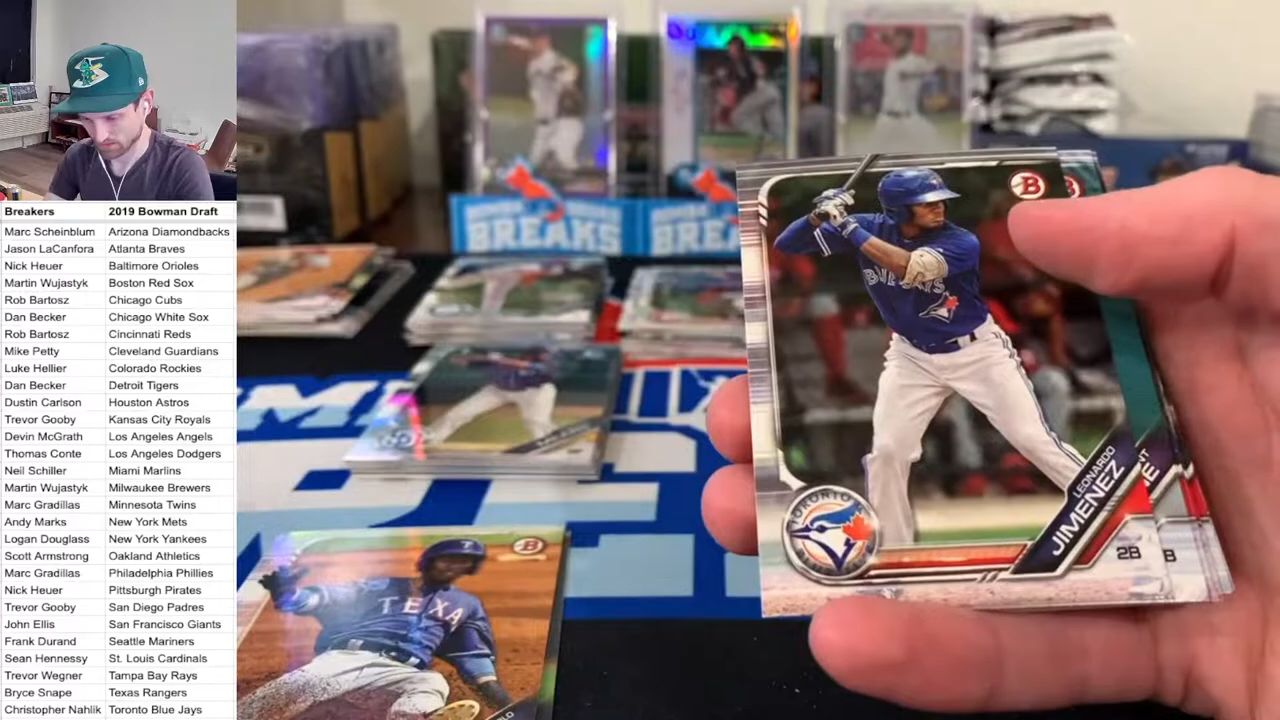 Breakers 2019 Bowman Draft
Marc Scheinblum Arizona Diamondbacks
Jason LaCanfora Atlanta Braves
Nick Heuer Baltimore Orioles
Martin Wujastyk Boston Red Sox
Rob Bartosz Chicago Cubs
Dan Becker Chicago White Sox
Rob Bartosz Cincinnati Reds
Mike Petty Cleveland Guardians
Luke Hellier Colorado Rockies
Dan Becker Detroit Tigers
Dustin Carlson Houston Astros
Trevor Gooby Kansas City Royals
Devin McGrath Los Angeles Angels
Thomas Conte Los Angeles Dodgers
Neil Schiller Miami Marlins
Martin Wujastyk Milwaukee Brewers
Marc Gradillas Minnesota Twins
Andy Marks New York Mets
Logan Douglass New York Yankees
Scott Armstrong Oakland Athletics
Marc Gradillas Philadelphia Phillies
Nick Heuer Pittsburgh Pirates
Trevor Gooby San Diego Padres
John Ellis San Francisco Giants
Frank Durand Seattle Mariners
Sean Hennessy St. Louis Cardinals
Trevor Wegner Tampa Bay Rays
Bryce Snape Texas Rangers
Christopher Nahlik Toronto Blue Jays
BREAKS
BREA
B
BLUE JAYS
LEONARDO
JIMENEZ
2B
TORONTO
B
TEXA